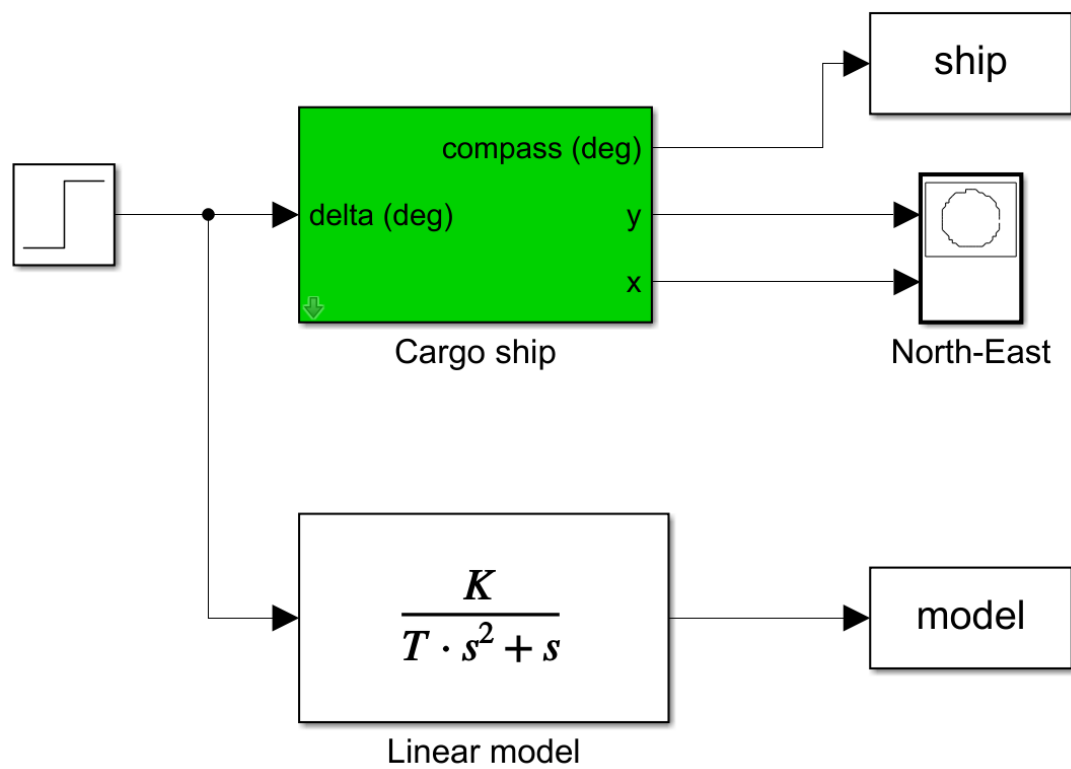 ship
compass (deg)
delta (deg)
y
x
Cargo ship
North-East
K
T · s² + s
model
Linear model